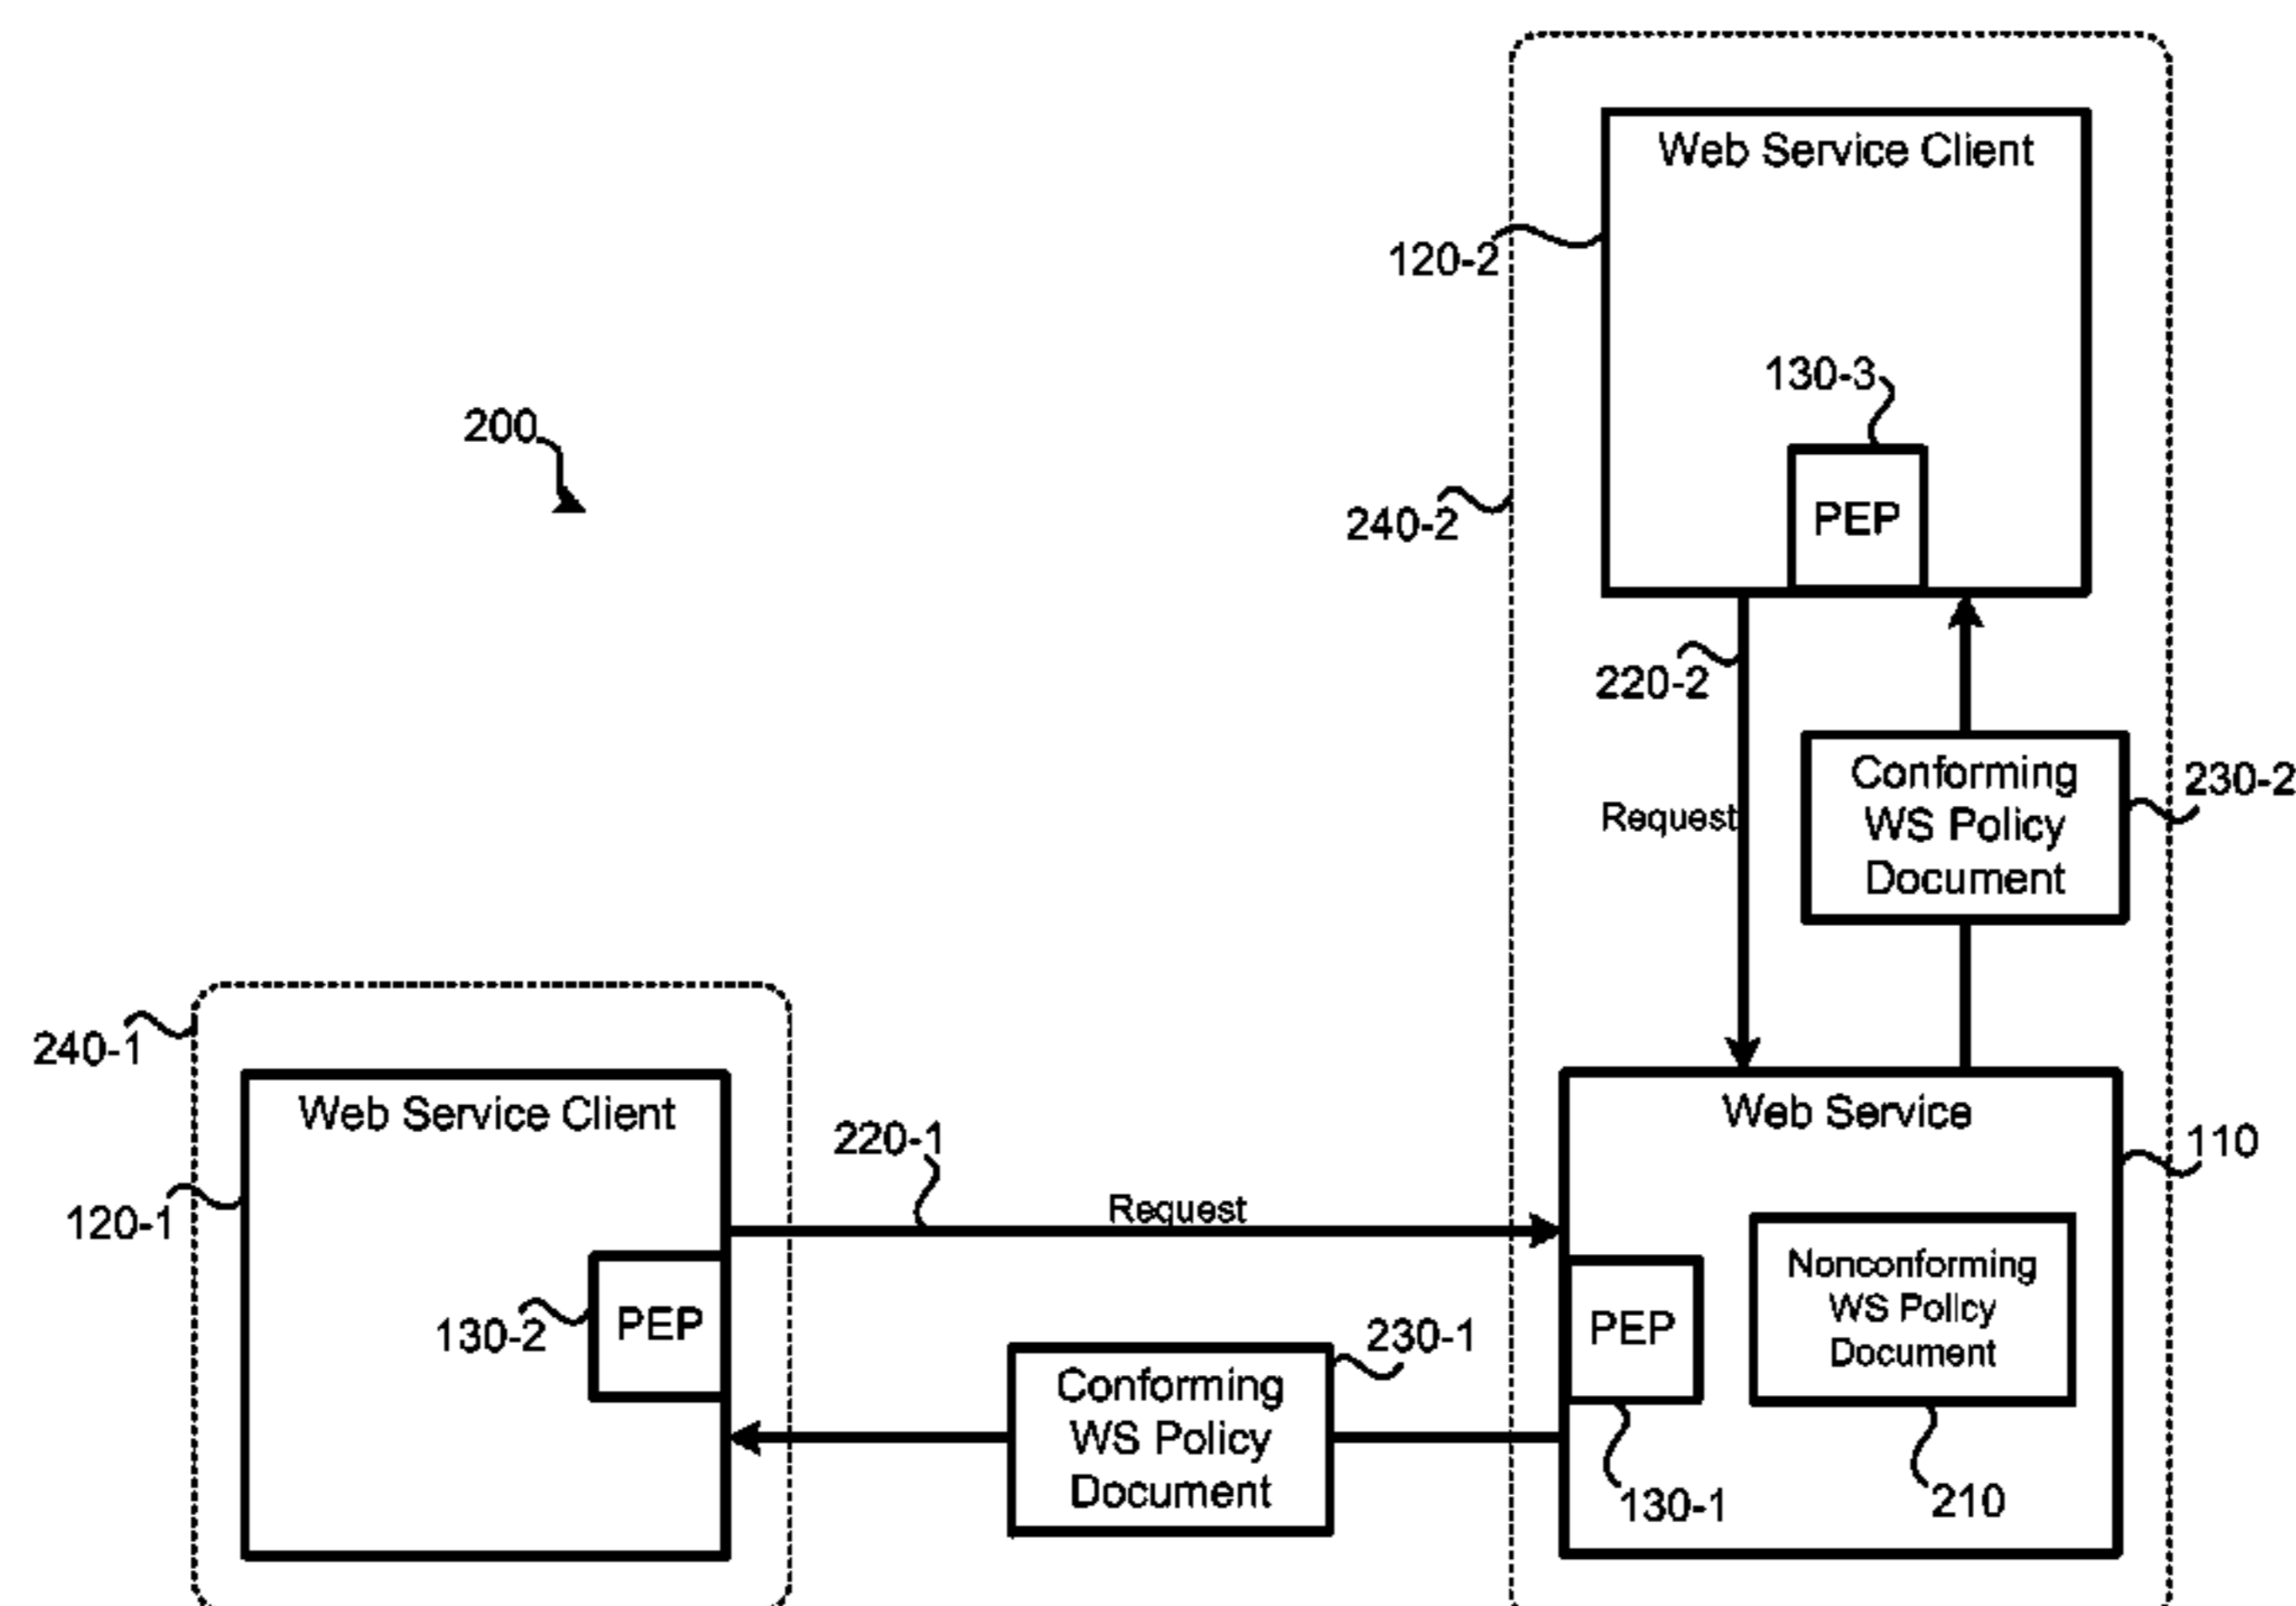 Web Service Client
120-2
130-3
200
PEP
240-2
220-2
Conforming
WS Policy
Document
230-2
Request
240-1
Web Service Client
120-1
220-1
Request
Web Service
110
PEP
130-2
Conforming
WS Policy
Document
230-1
PEP
130-1
Nonconforming
WS Policy
Document
210